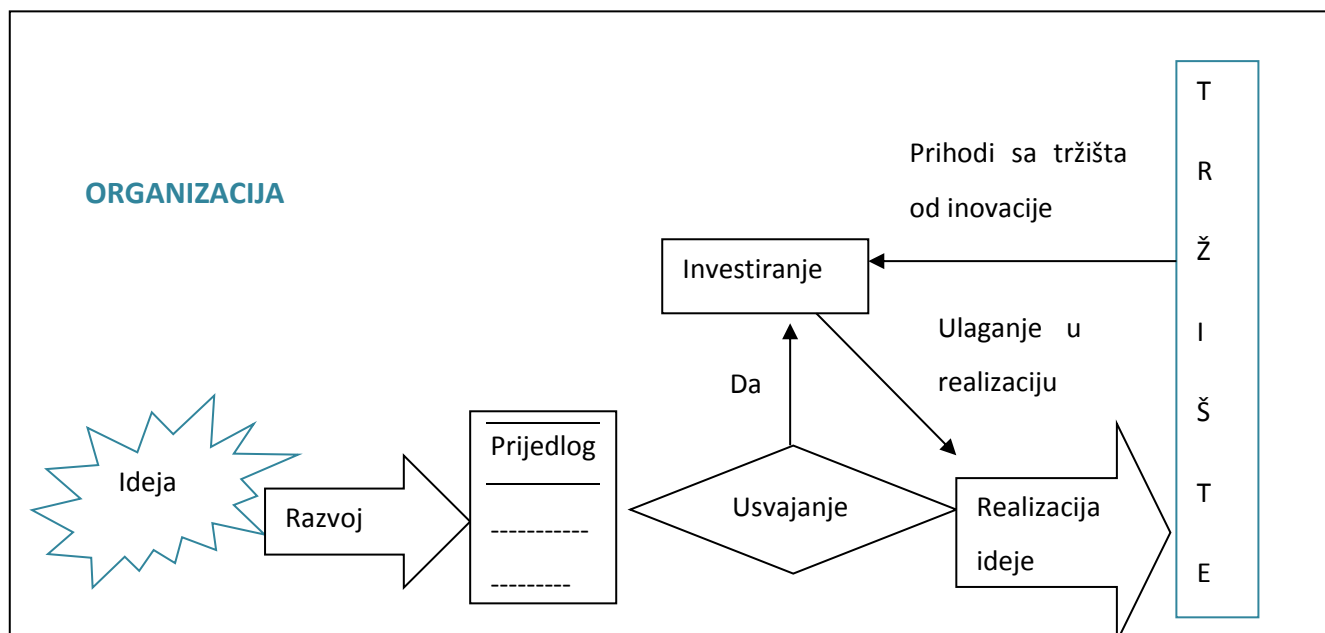 ORGANIZACIJA
Prihodi sa tržišta
od inovacije
Investiranje
Ulaganje u
realizaciju
Da
Ideja
Razvoj
Prijedlog
-----------
---------
Usvajanje
Realizacija
ideje
T
R
Ž
I
Š
T
E